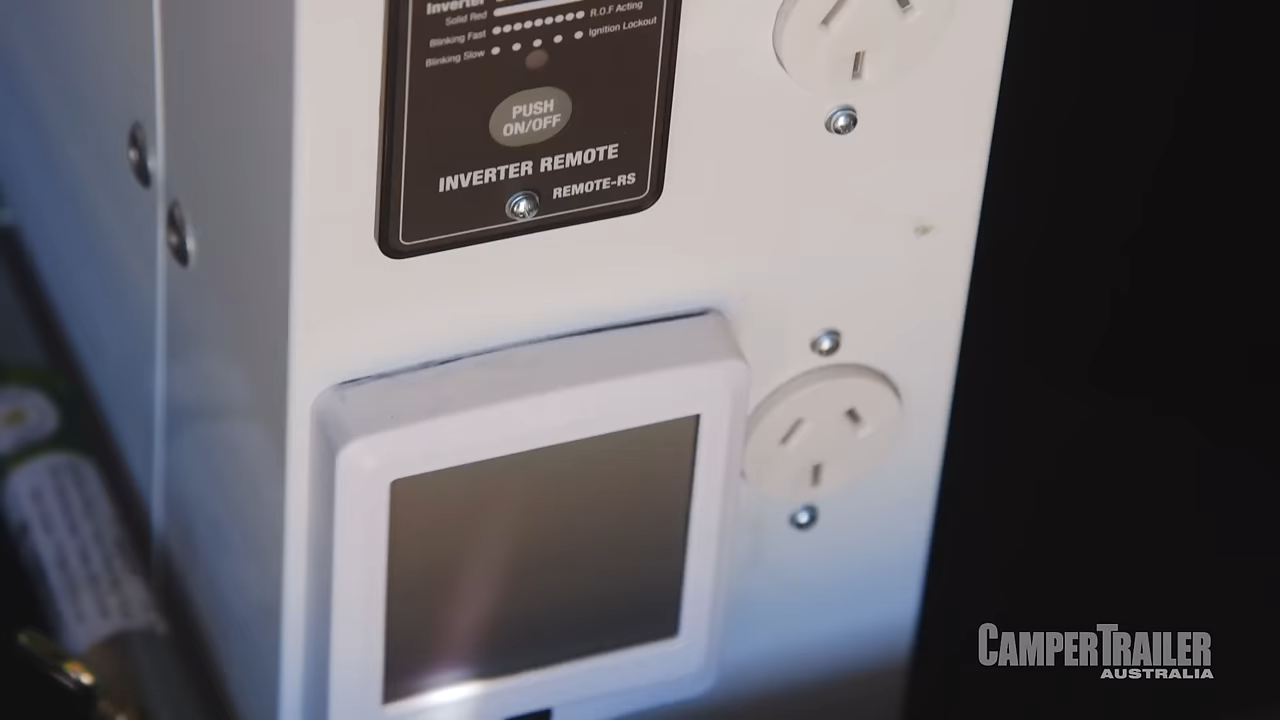 Inverter
Solid Red
R.O.F Acting
Blinking Fast
Ignition Lockout
Blinking Slow
PUSH
ON/OFF
INVERTER REMOTE
REMOTE-RS
CAMPERTRAILER
AUSTRALIA